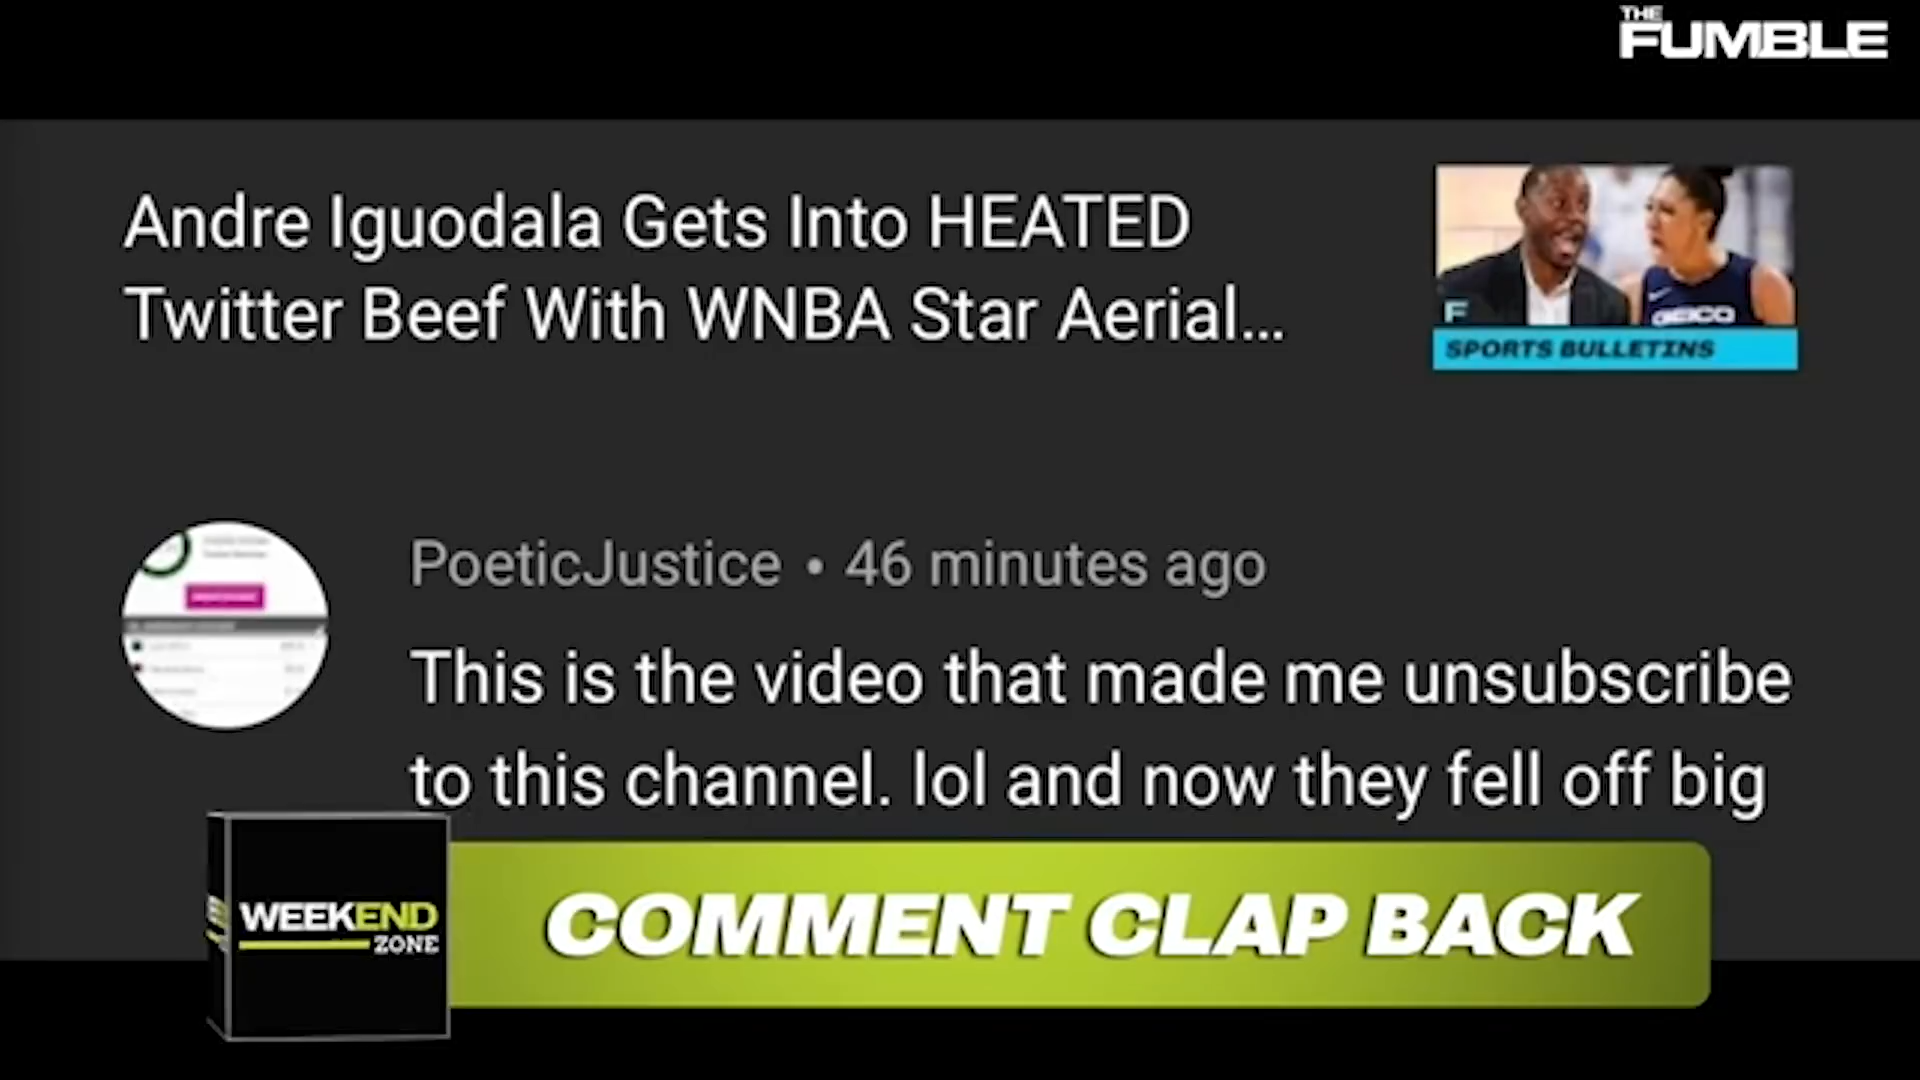 THE
FUMBLE
Andre Iguodala Gets Into HEATED
Twitter Beef With WNBA Star Aerial...
F
GEICO
SPORTS BULLETINS
PoeticJustice • 46 minutes ago
This is the video that made me unsubscribe
to this channel. lol and now they fell off big
WEEKEND
ZONE
COMMENT CLAP BACK